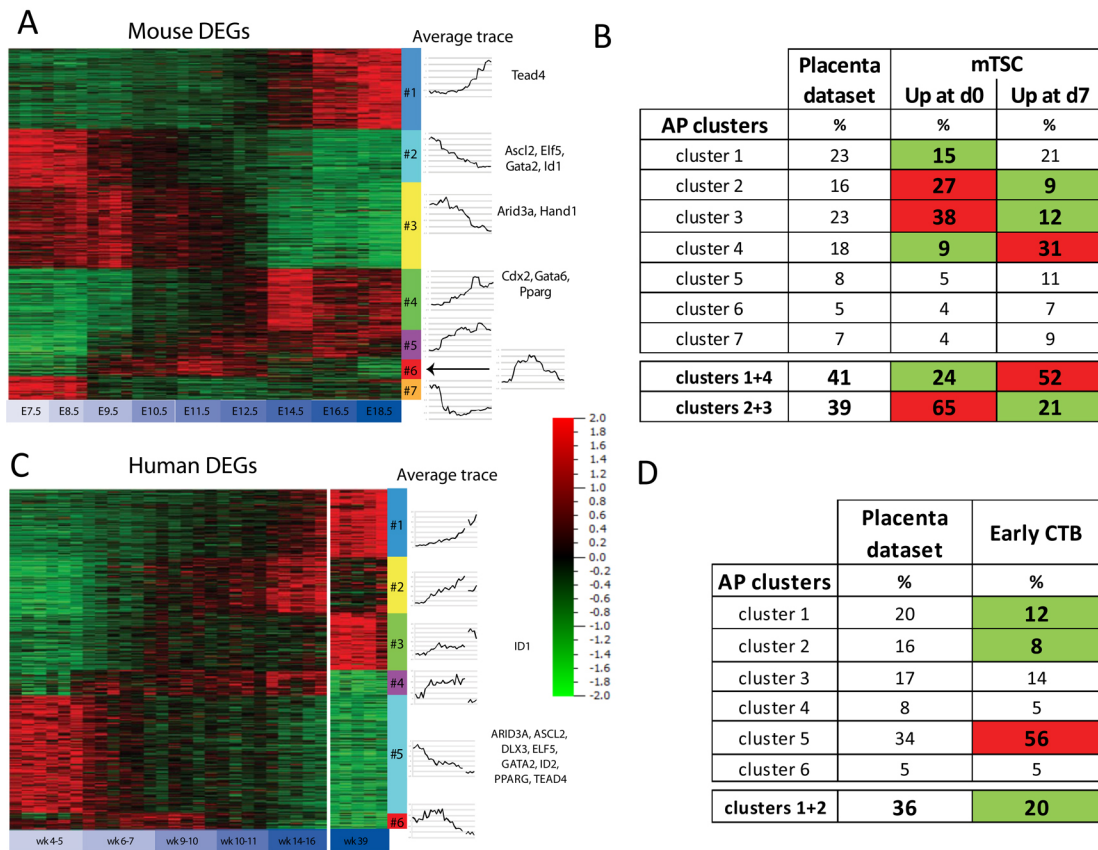 A
Mouse DEGs
Average trace
#1
Tead4
#2
Ascl2, Elf5,
Gata2, Id1
#3
Arid3a, Hand1
#4
Cdx2, Gata6,
Pparg
#5
#6
#7
E7.5 E8.5 E9.5 E10.5 E11.5 E12.5 E14.5 E16.5 E18.5
B
Placenta dataset mTSC
Up at d0 Up at d7
AP clusters % % %
cluster 1 23 15 21
cluster 2 16 27 9
cluster 3 23 38 12
cluster 4 18 9 31
cluster 5 8 5 11
cluster 6 5 4 7
cluster 7 7 4 9
clusters 1+4 41 24 52
clusters 2+3 39 65 21
C
Human DEGs
Average trace
#1
#2
#3
ID1
#4
#5
ARID3A, ASCL2,
DLX3, ELF5,
GATA2, ID2,
PPARG, TEAD4
#6
wk 4-5 wk 6-7 wk 9-10 wk 10-11 wk 14-16 wk 39
2.0
1.8
1.6
1.4
1.2
1.0
0.8
0.6
0.4
0.2
0.0
-0.2
-0.4
-0.6
-0.8
-1.0
-1.2
-1.4
-1.6
-1.8
-2.0
D
Placenta dataset Early CTB
AP clusters % %
cluster 1 20 12
cluster 2 16 8
cluster 3 17 14
cluster 4 8 5
cluster 5 34 56
cluster 6 5 5
clusters 1+2 36 20